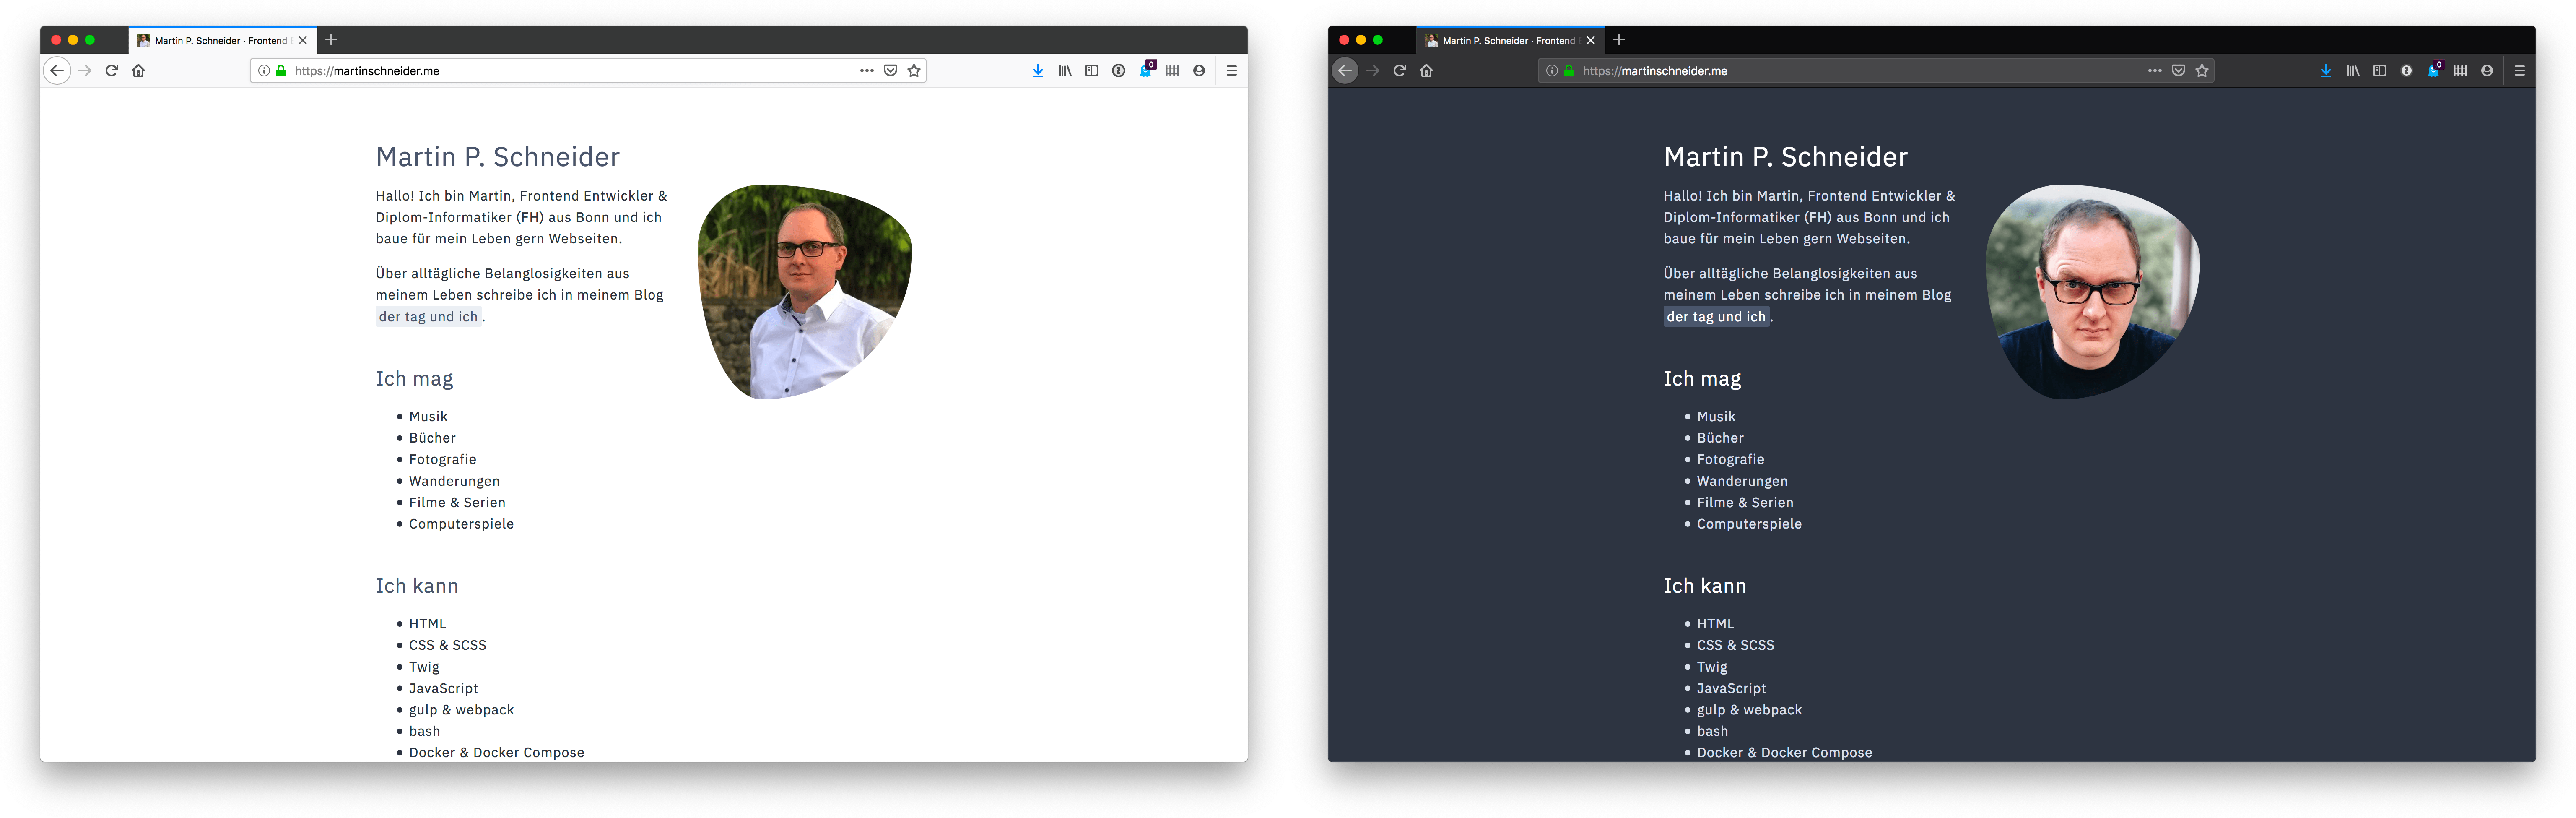 Martin P. Schneider · Frontend
https://martinschneider.me
0
Martin P. Schneider
Hallo! Ich bin Martin, Frontend Entwickler &
Diplom-Informatiker (FH) aus Bonn und ich
baue für mein Leben gern Webseiten.
Über alltägliche Belanglosigkeiten aus
meinem Leben schreibe ich in meinem Blog
der tag und ich.
Ich mag
Musik
Bücher
Fotografie
Wanderungen
Filme & Serien
Computerspiele
Ich kann
HTML
CSS & SCSS
Twig
JavaScript
gulp & webpack
bash
Docker & Docker Compose
Martin P. Schneider · Frontend
https://martinschneider.me
0
Martin P. Schneider
Hallo! Ich bin Martin, Frontend Entwickler &
Diplom-Informatiker (FH) aus Bonn und ich
baue für mein Leben gern Webseiten.
Über alltägliche Belanglosigkeiten aus
meinem Leben schreibe ich in meinem Blog
der tag und ich.
Ich mag
Musik
Bücher
Fotografie
Wanderungen
Filme & Serien
Computerspiele
Ich kann
HTML
CSS & SCSS
Twig
JavaScript
gulp & webpack
bash
Docker & Docker Compose